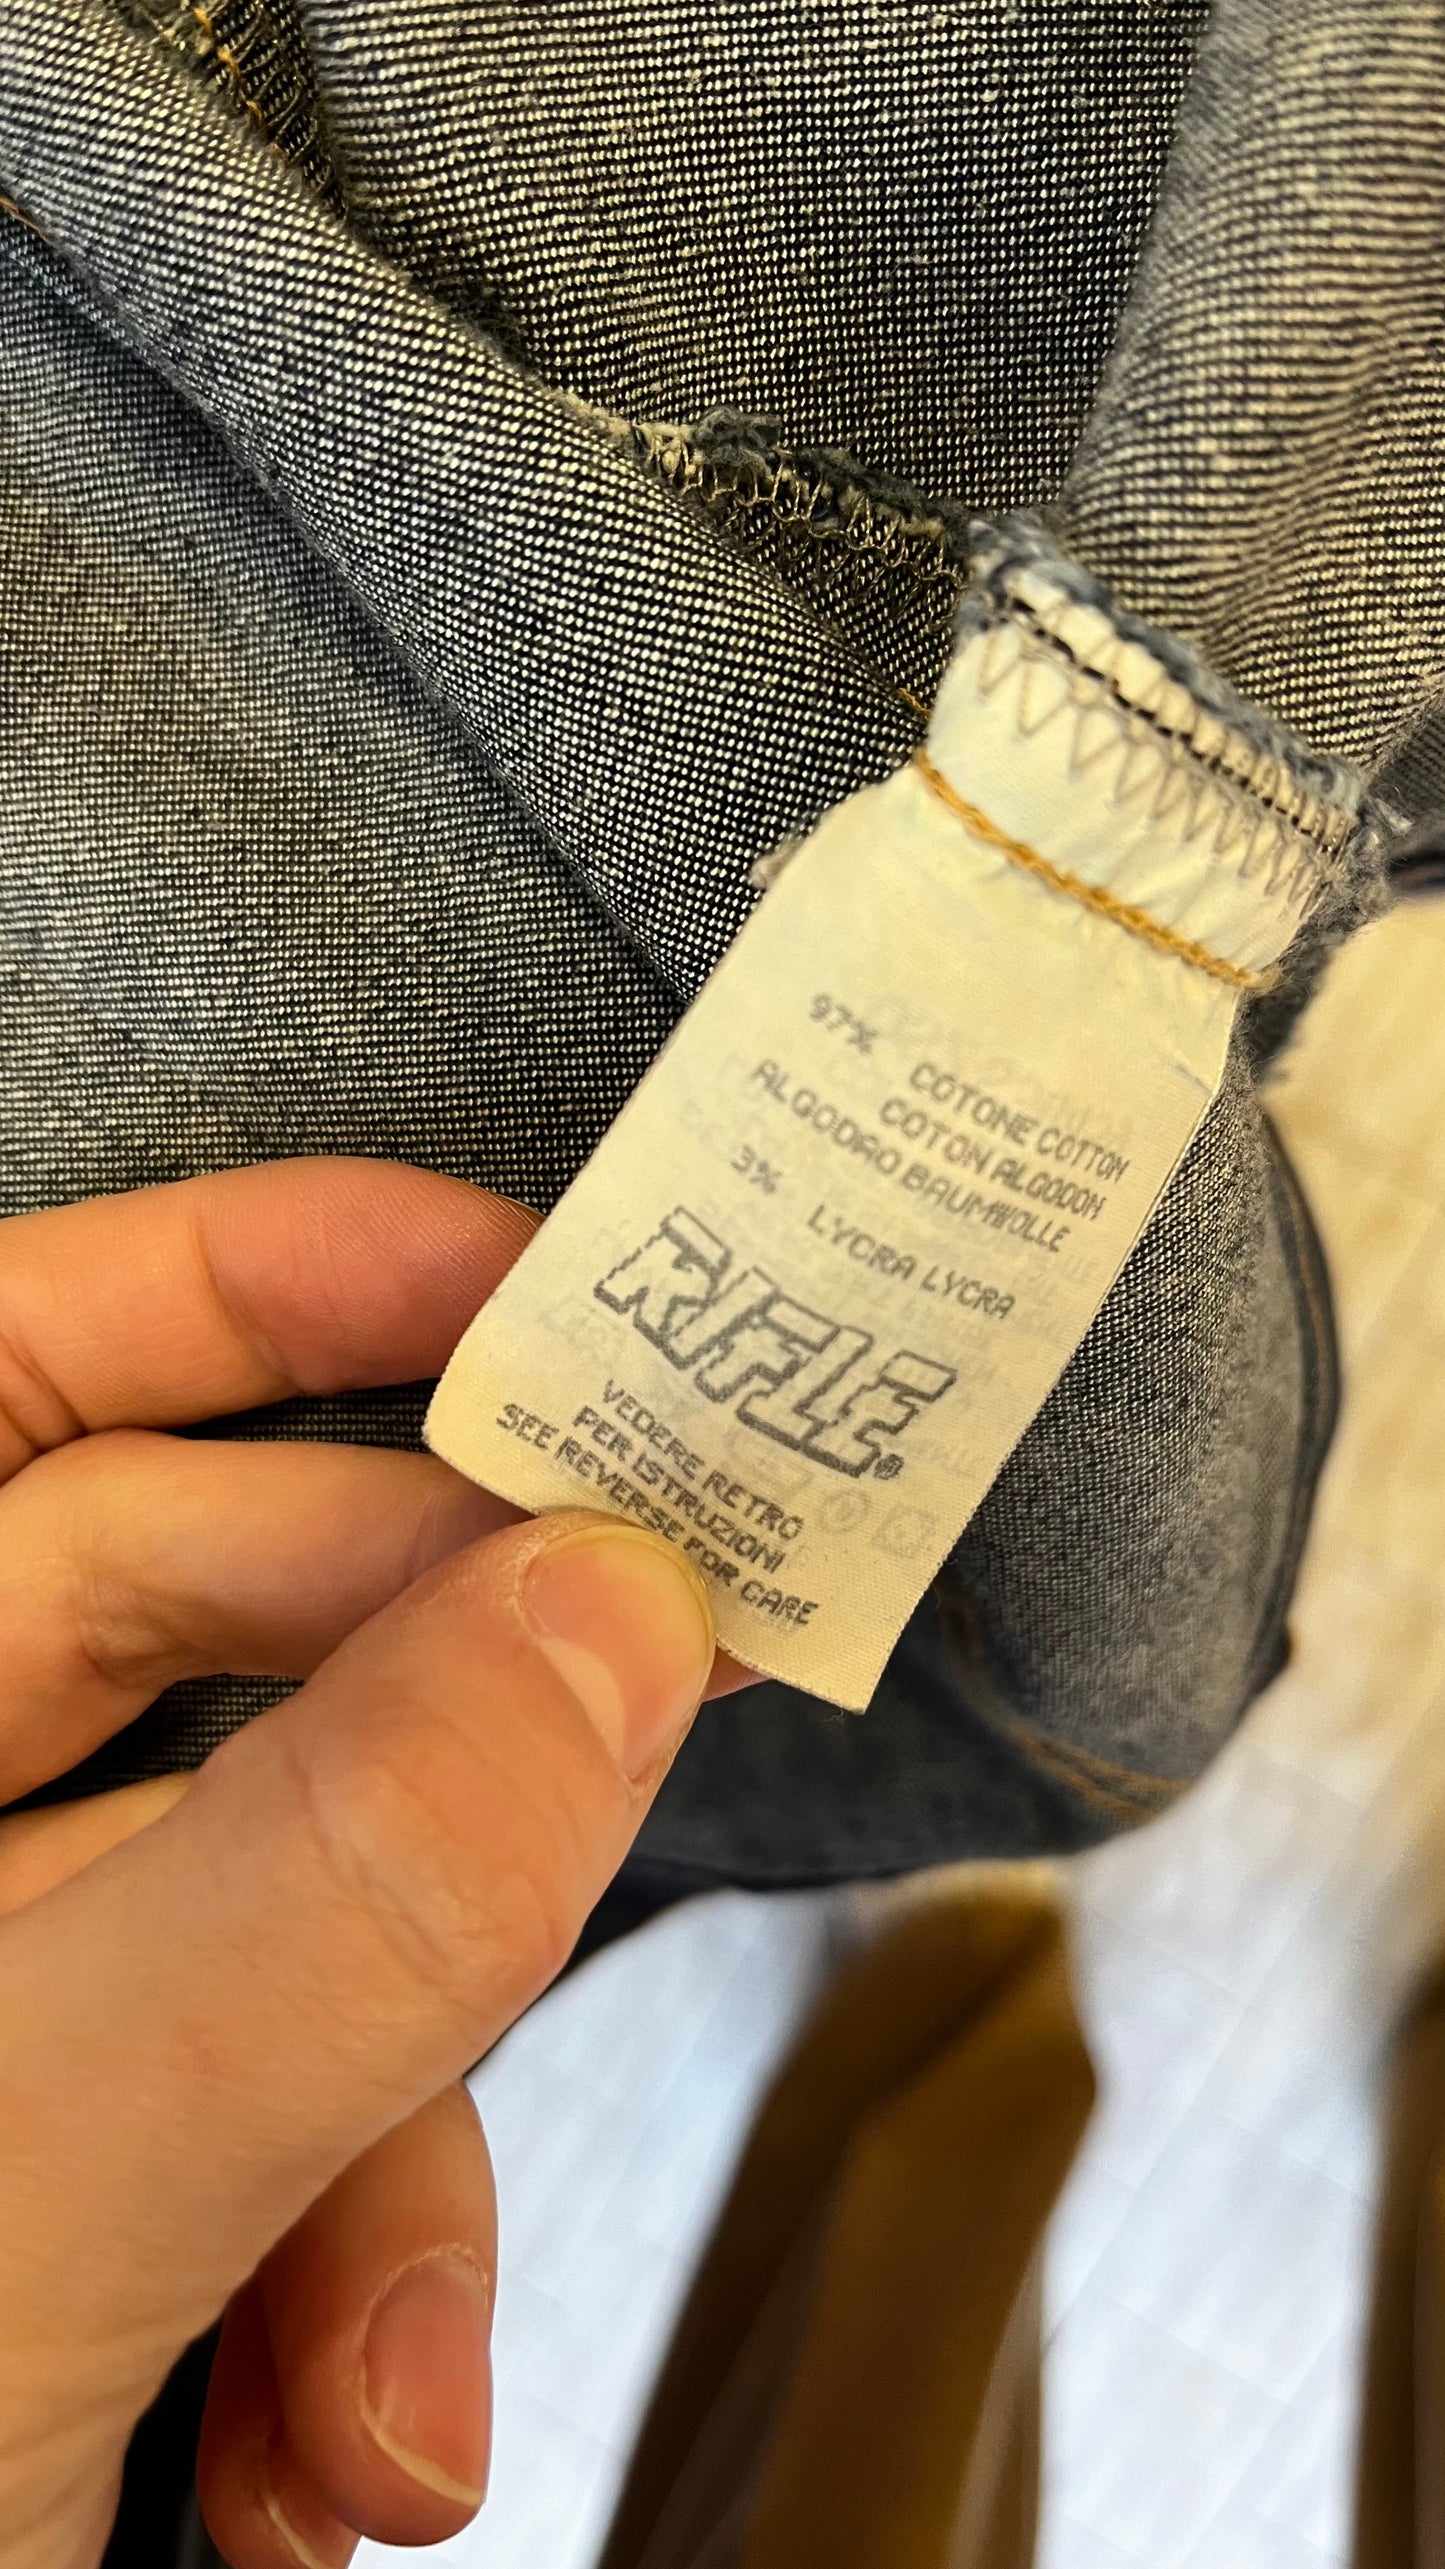 97% COTONE COTTON
COTON ALGODON
ALGODAO BAUMWOLLE
3% LYCRA LYCRA
RIFLE®
VEDERE RETRO
PER ISTRUZIONI
SEE REVERSE FOR CARE